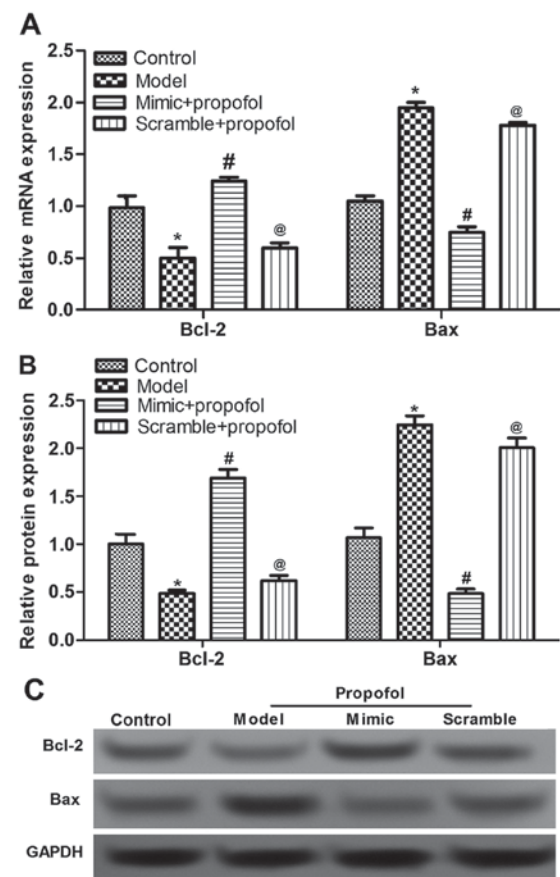 A
Relative mRNA expression
2.5
2.0
1.5
1.0
0.5
0.0
Control
Model
Mimic+propofol
Scramble+propofol
*
#
@
*
#
@
Bcl-2
Bax
B
Relative protein expression
2.5
2.0
1.5
1.0
0.5
0.0
Control
Model
Mimic+propofol
Scramble+propofol
*
#
@
*
#
@
Bcl-2
Bax
C
Propofol
Control Model Mimic Scramble
Bcl-2
Bax
GAPDH